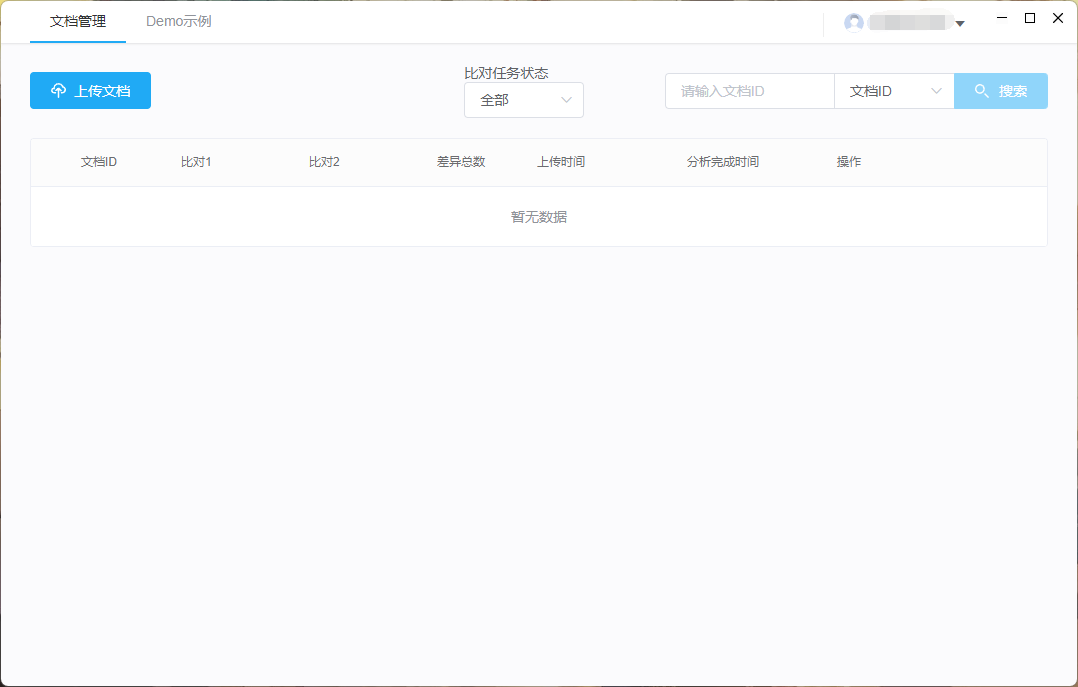 文档管理
Demo示例
上传文档
比对任务状态
全部
请输入文档ID
文档ID
搜索
文档ID 比对1 比对2 差异总数 上传时间 分析完成时间 操作
暂无数据